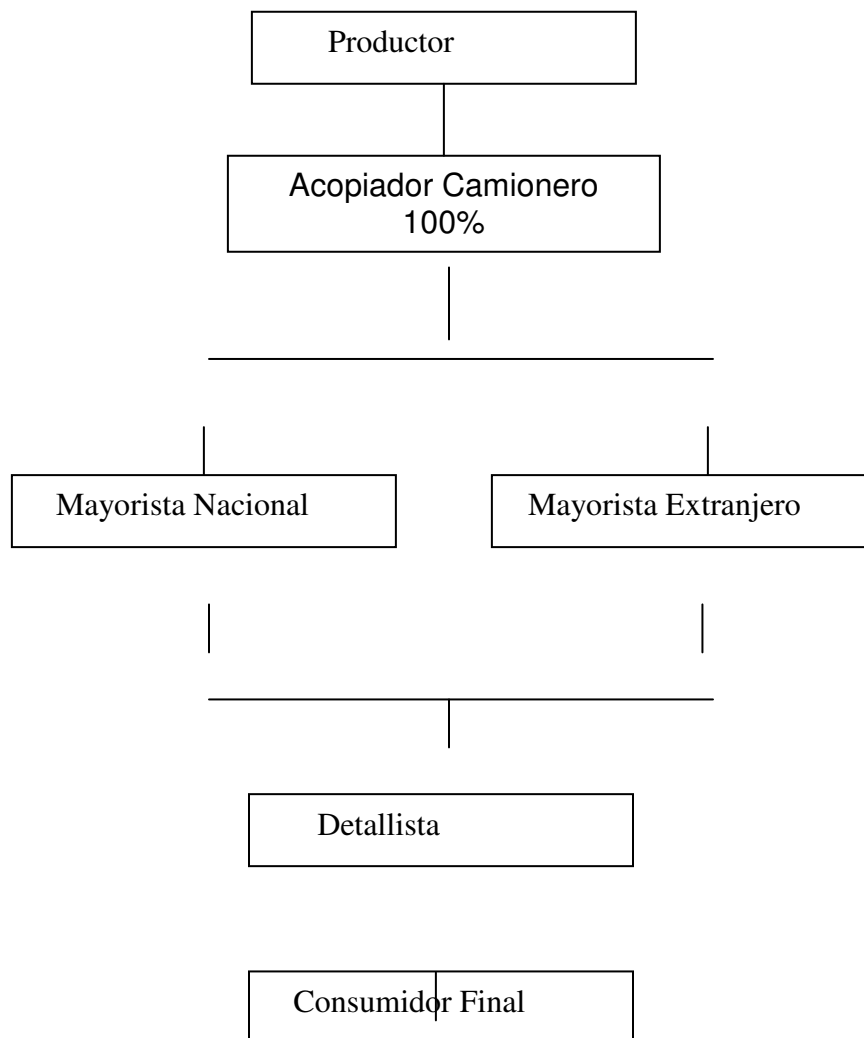 Productor
Acopiador Camionero
100%
Mayorista Nacional
Mayorista Extranjero
Detallista
Consumidor Final